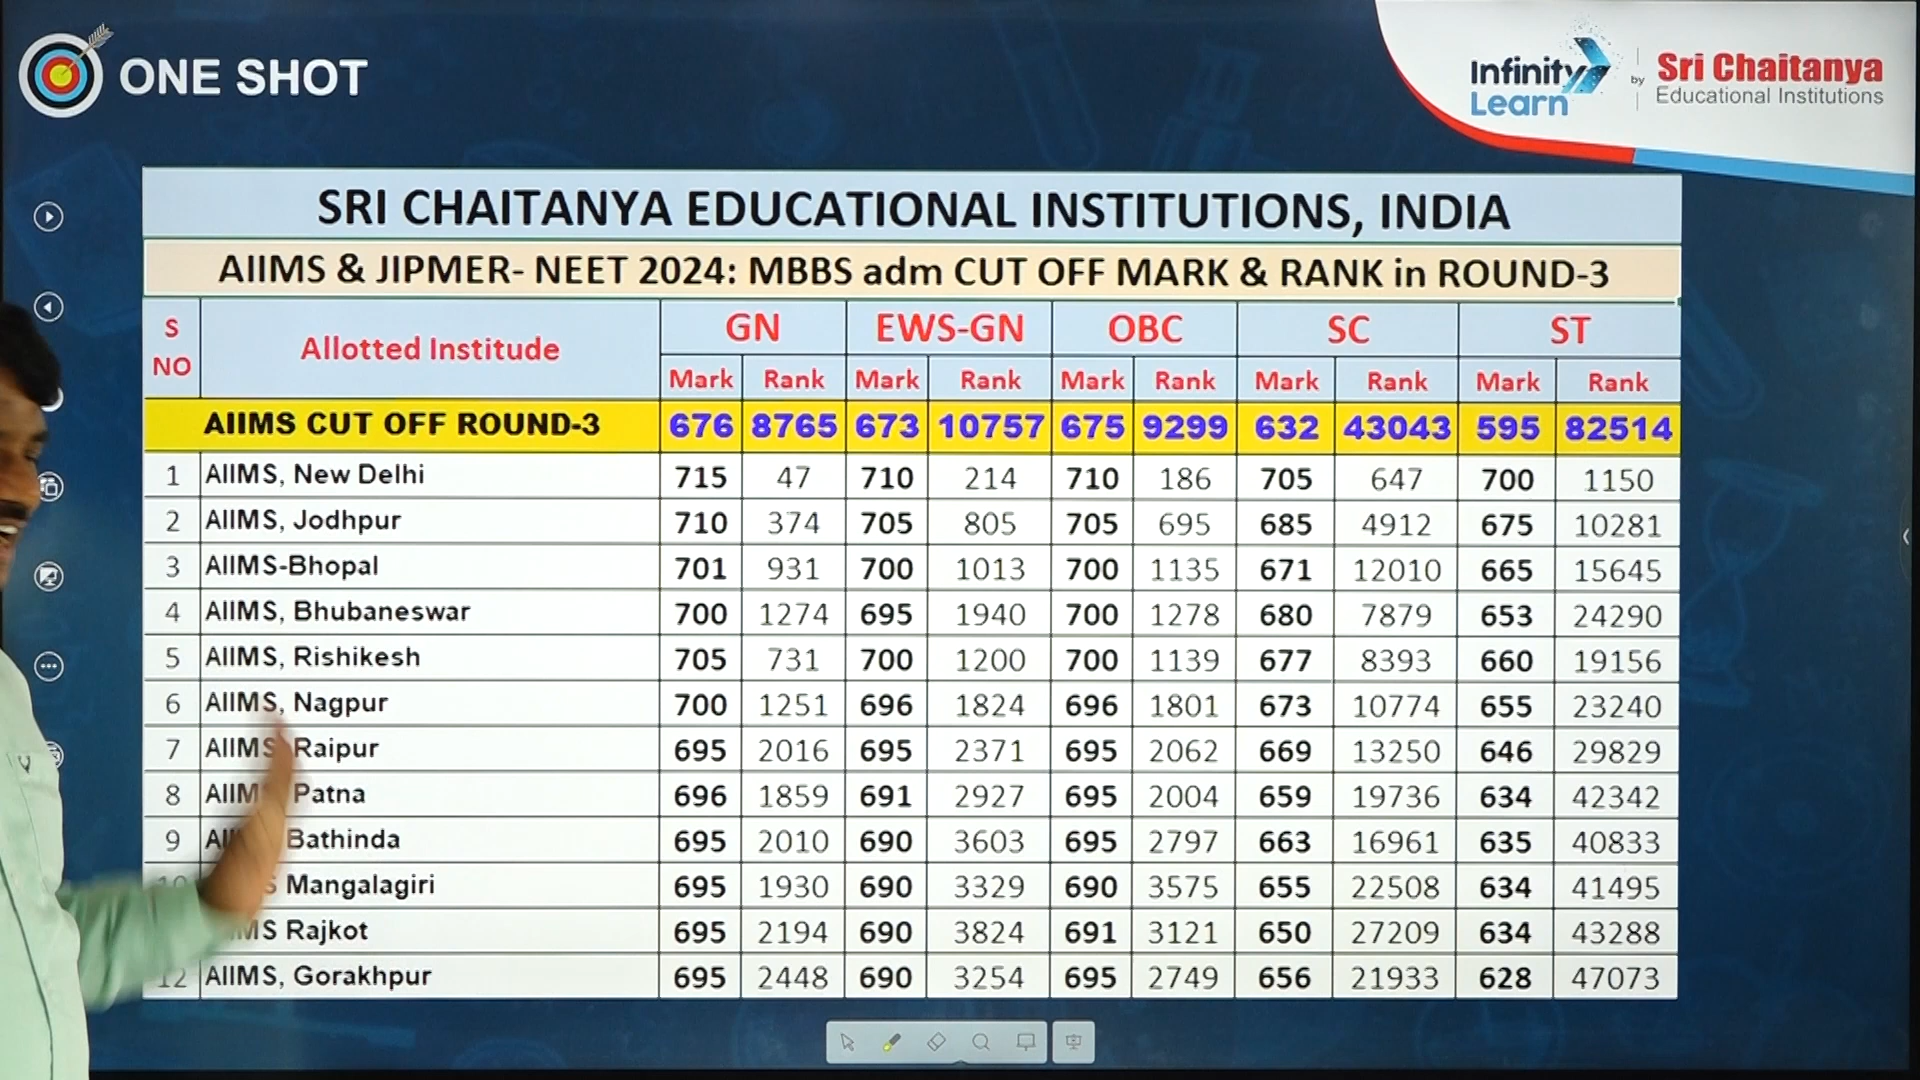 ONE SHOT
Infinity Learn by Sri Chaitanya Educational Institutions
SRI CHAITANYA EDUCATIONAL INSTITUTIONS, INDIA
AIIMS & JIPMER- NEET 2024: MBBS adm CUT OFF MARK & RANK in ROUND-3
S NO Allotted Institude GN EWS-GN OBC SC ST
Mark Rank Mark Rank Mark Rank Mark Rank Mark Rank
AIIMS CUT OFF ROUND-3 676 8765 673 10757 675 9299 632 43043 595 82514
1 AIIMS, New Delhi 715 47 710 214 710 186 705 647 700 1150
2 AIIMS, Jodhpur 710 374 705 805 705 695 685 4912 675 10281
3 AIIMS-Bhopal 701 931 700 1013 700 1135 671 12010 665 15645
4 AIIMS, Bhubaneswar 700 1274 695 1940 700 1278 680 7879 653 24290
5 AIIMS, Rishikesh 705 731 700 1200 700 1139 677 8393 660 19156
6 AIIMS, Nagpur 700 1251 696 1824 696 1801 673 10774 655 23240
7 AIIMS Raipur 695 2016 695 2371 695 2062 669 13250 646 29829
8 AIIM Patna 696 1859 691 2927 695 2004 659 19736 634 42342
9 Bathinda 695 2010 690 3603 695 2797 663 16961 635 40833
10 S Mangalagiri 695 1930 690 3329 690 3575 655 22508 634 41495
MS Rajkot 695 2194 690 3824 691 3121 650 27209 634 43288
12 AIIMS, Gorakhpur 695 2448 690 3254 695 2749 656 21933 628 47073